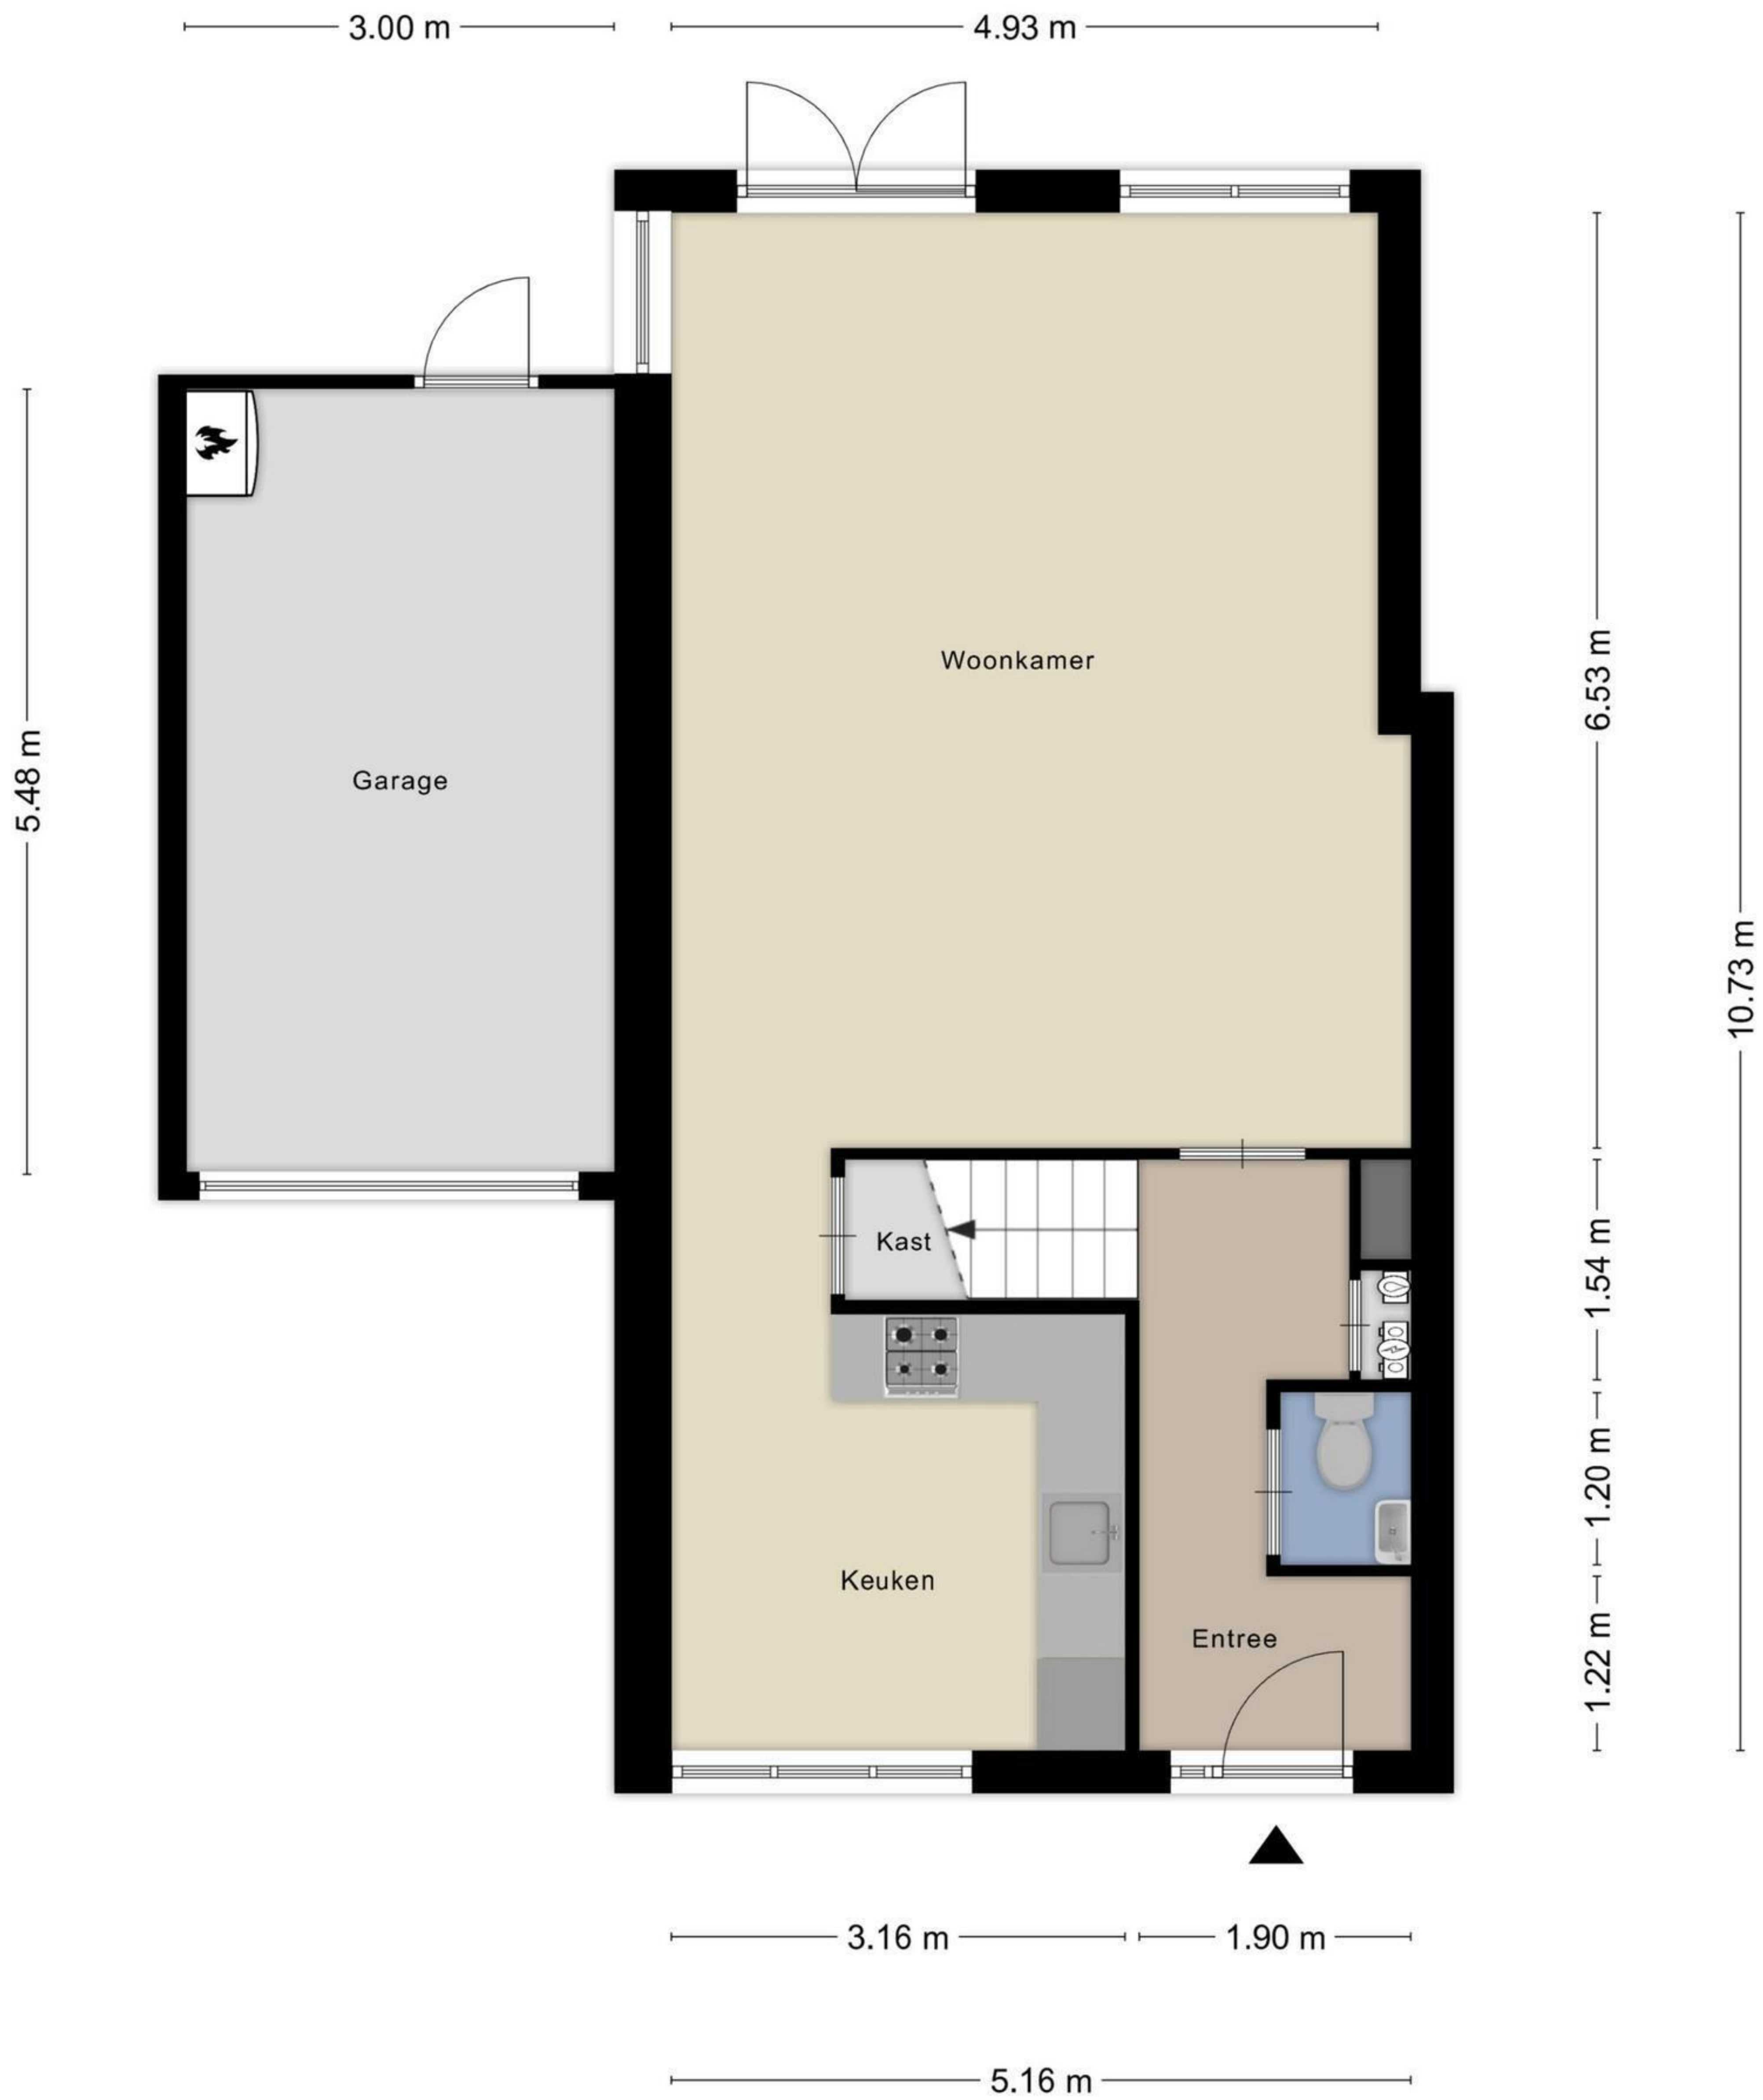 3.00 m
4.93 m
Woonkamer
6.53 m
Garage
5.48 m
10.73 m
Kast
1.54 m
1.20 m
Keuken
Entree
1.22 m
3.16 m
1.90 m
5.16 m